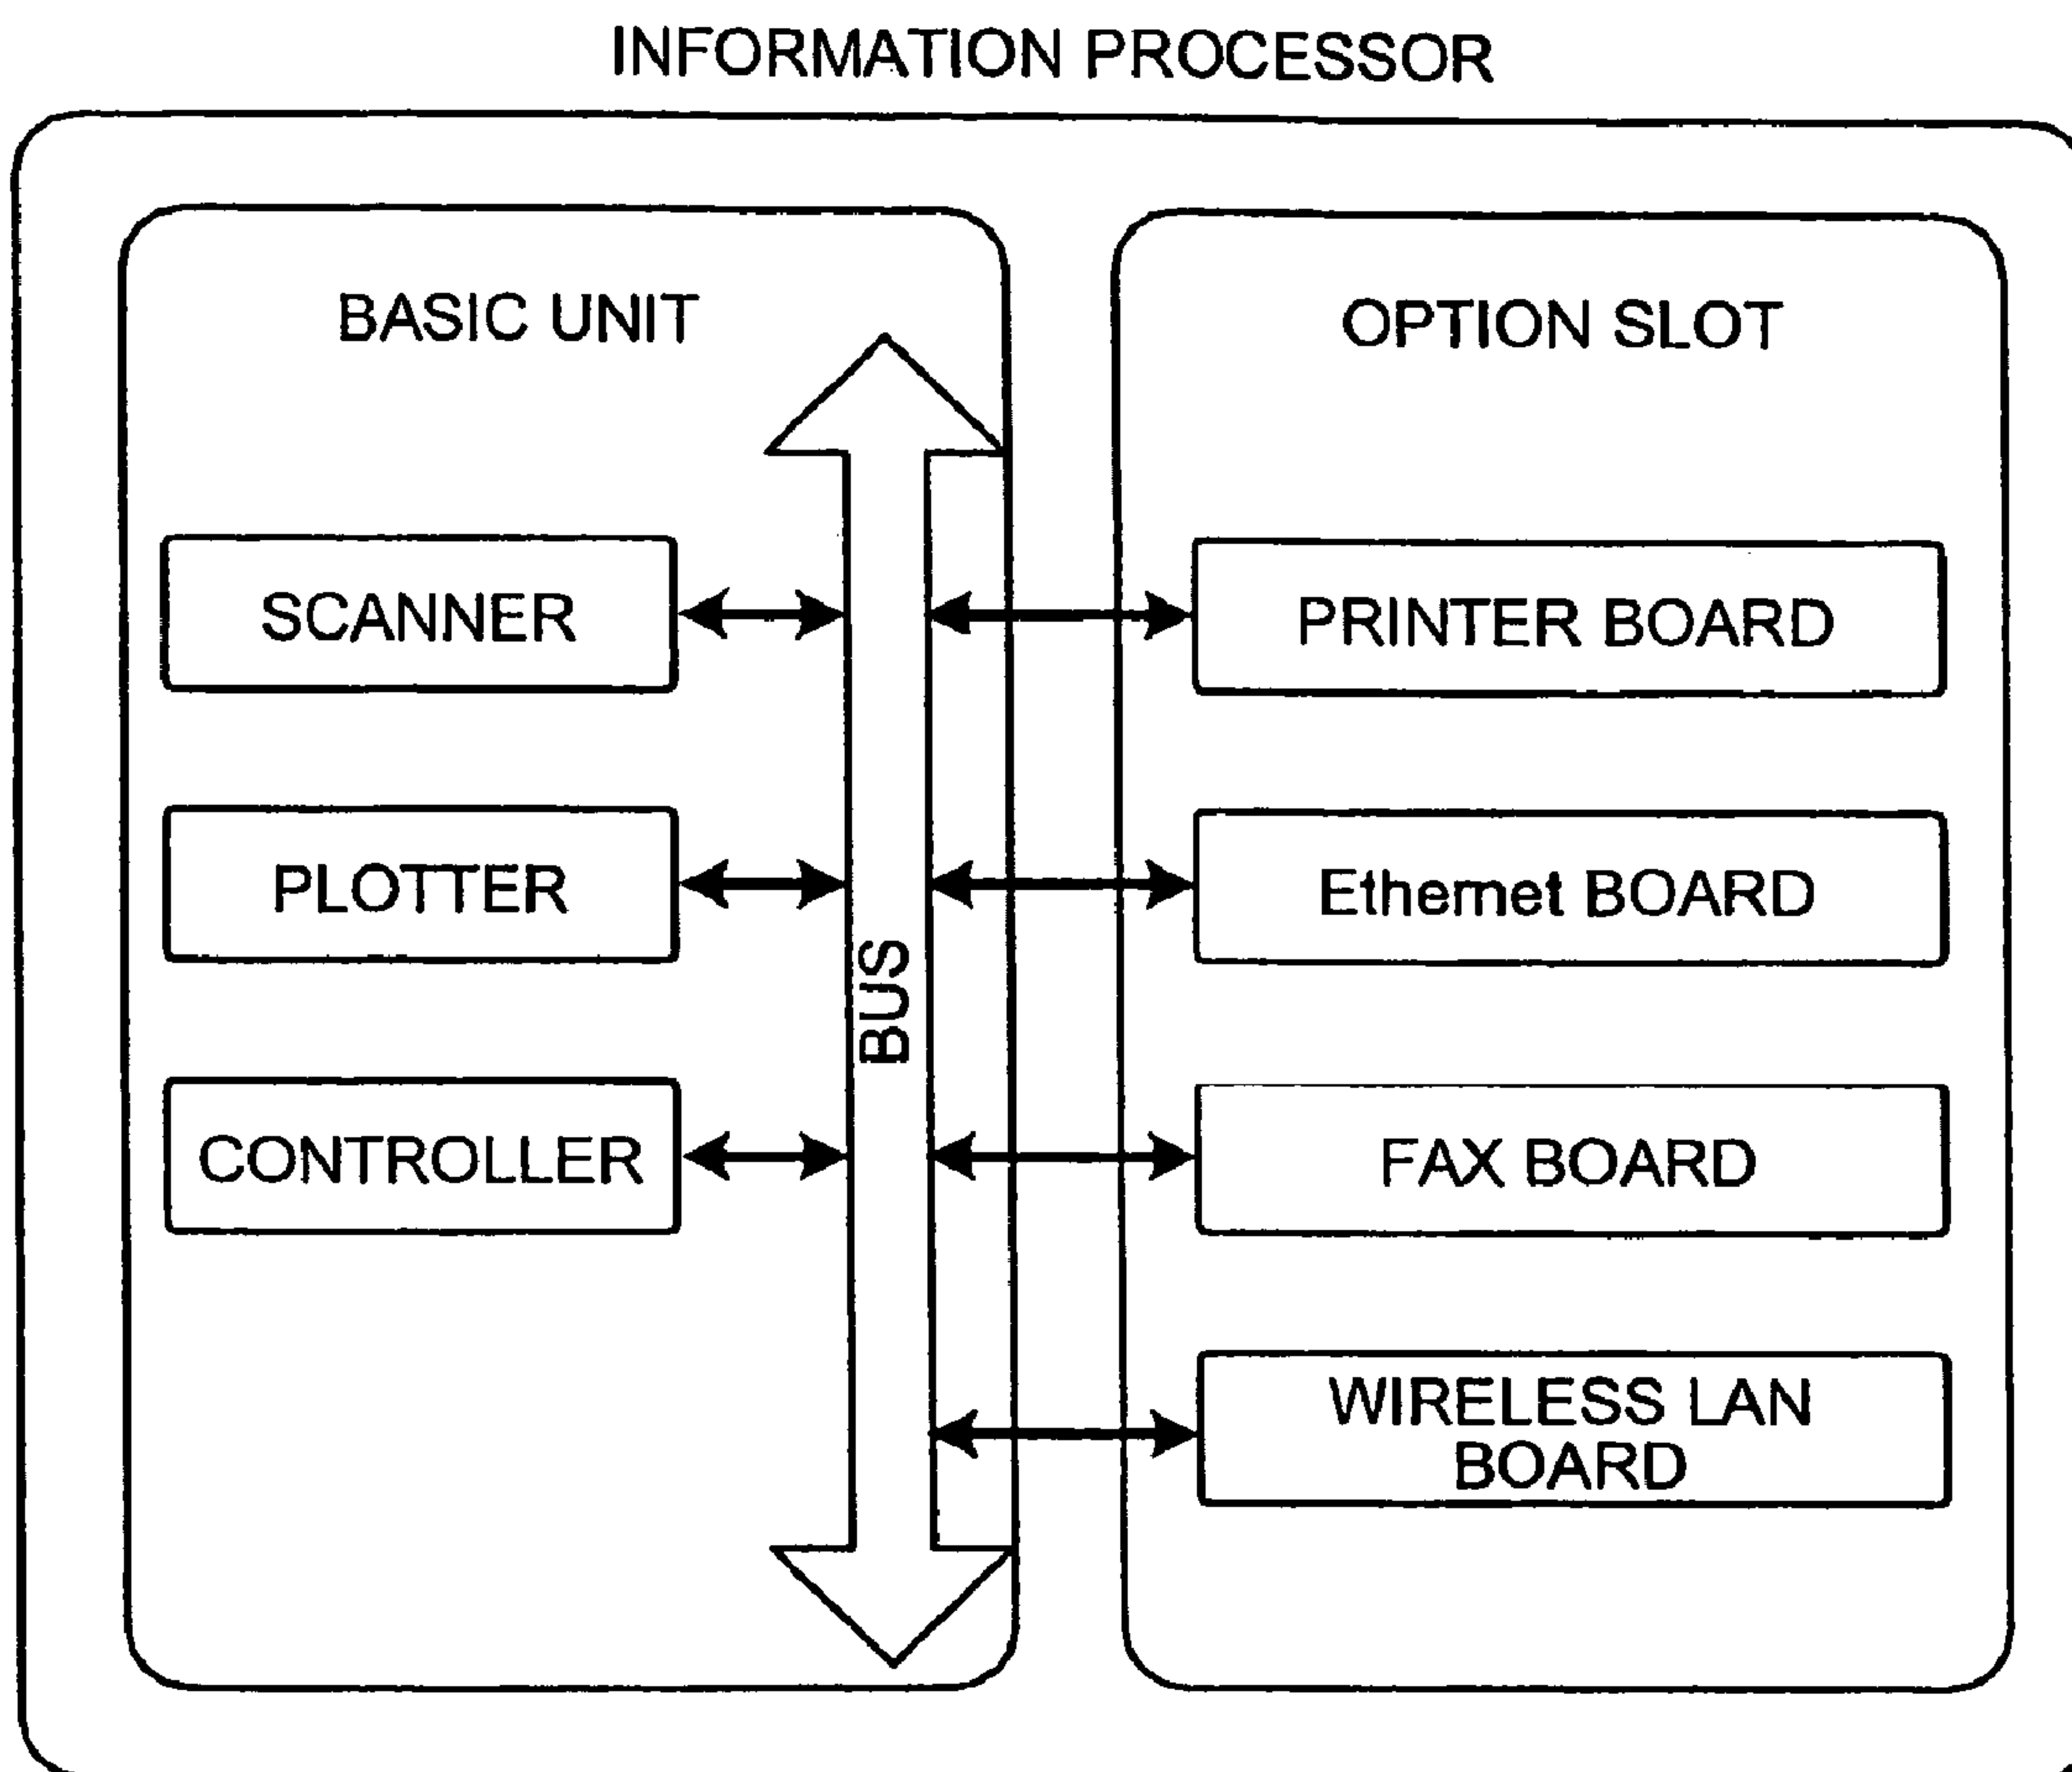 INFORMATION PROCESSOR
BASIC UNIT
SCANNER
PLOTTER
CONTROLLER
BUS
OPTION SLOT
PRINTER BOARD
Ethernet BOARD
FAX BOARD
WIRELESS LAN
BOARD